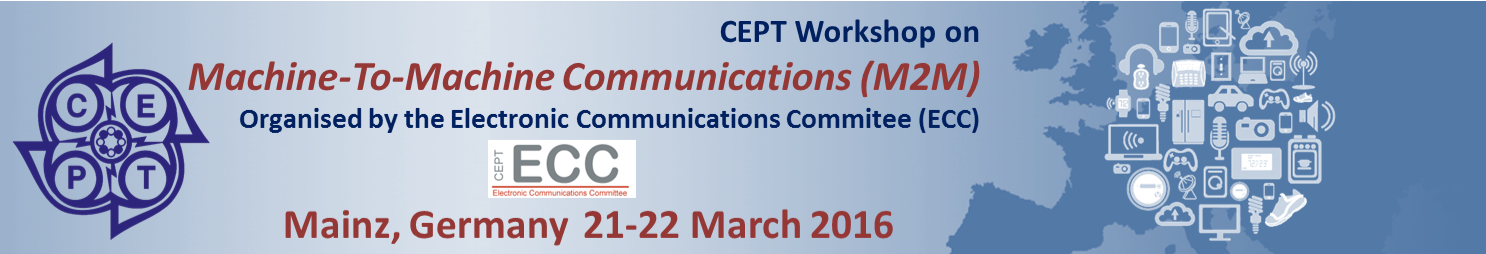 C E
P T
CEPT Workshop on
Machine-To-Machine Communications (M2M)
Organised by the Electronic Communications Commitee (ECC)
CEPT
ECC
Electronic Communications Committee
Mainz, Germany 21-22 March 2016